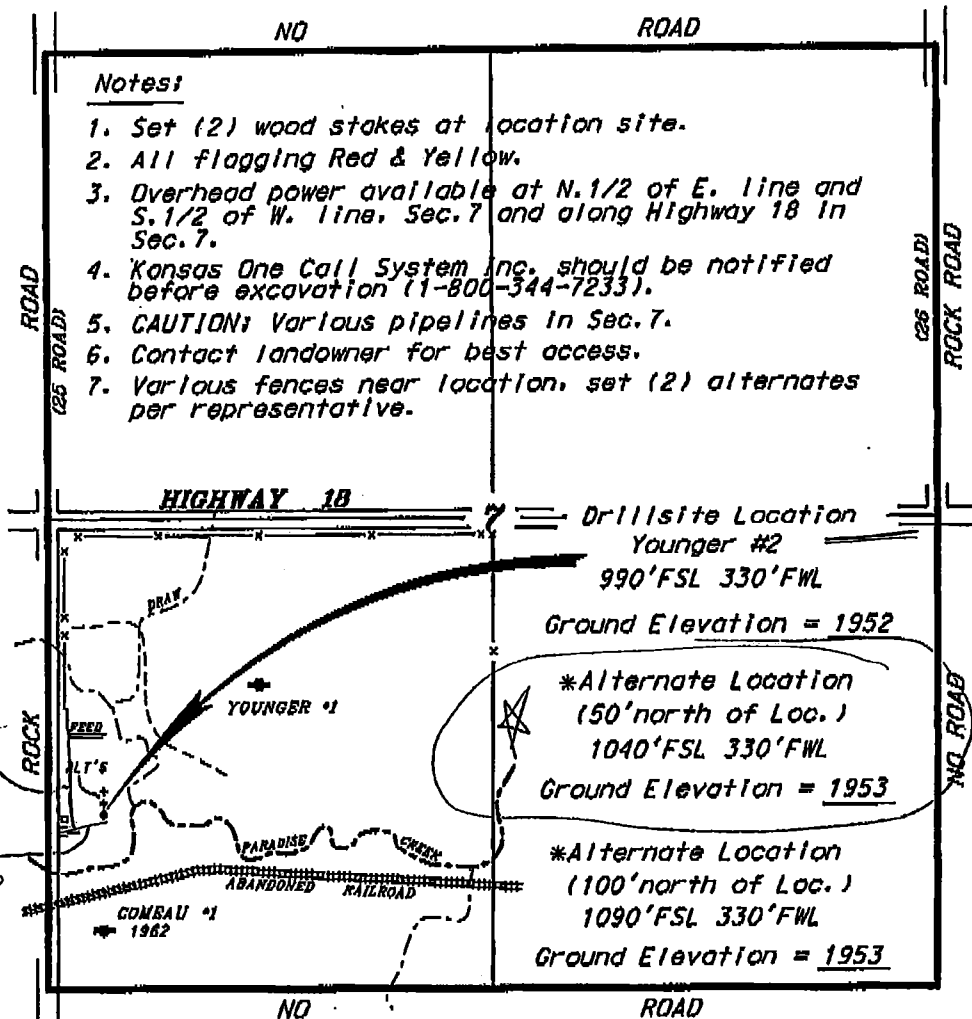 NO ROAD
Notes:
1. Set (2) wood stakes at location site.
2. All flagging Red & Yellow.
3. Overhead power available at N.1/2 of E. line and
S.1/2 of W. line, Sec.7 and along Highway 18 in
Sec.7.
4. Kansas One Call System Inc. should be notified
before excavation (1-800-344-7233).
5. CAUTION: Various pipelines in Sec.7.
6. Contact landowner for best access.
7. Various fences near location, set (2) alternates
per representative.
ROAD
(25 ROAD)
(26 ROAD)
ROCK ROAD
HIGHWAY 18
7
Drillsite Location
Younger #2
990'FSL 330'FWL
Ground Elevation = 1952
*Alternate Location
(50'north of Loc.)
1040'FSL 330'FWL
Ground Elevation = 1953
*Alternate Location
(100'north of Loc.)
1090'FSL 330'FWL
Ground Elevation = 1953
DRAW
YOUNGER #1
FEED
ALT'S
ROCK
NO ROAD
PARADISE CREEK
ABANDONED RAILROAD
COMEAU #1
1962
NO ROAD